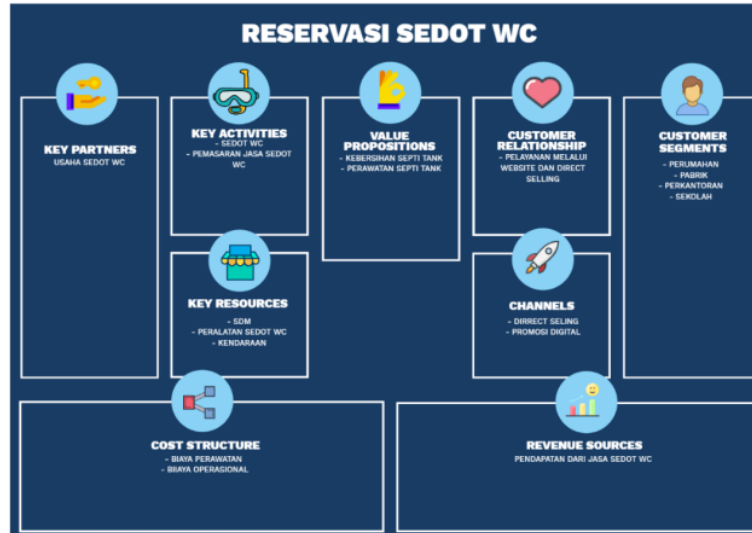 RESERVASI SEDOT WC
KEY PARTNERS
USAHA SEDOT WC
KEY ACTIVITIES
- SEDOT WC
- PEMASARAN JASA SEDOT
WC
KEY RESOURCES
- SDM
- PERALATAN SEDOT WC
- KENDARAAN
VALUE
PROPOSITIONS
- KEBERSIHAN SEPTI TANK
- PERAWATAN SEPTI TANK
CUSTOMER
RELATIONSHIP
- PELAYANAN MELALUI
WEBSITE DAN DIRECT
SELLING
CHANNELS
- DIRRECT SELING
- PROMOSI DIGITAL
CUSTOMER
SEGMENTS
- PERUMAHAN
- PABRIK
- PERKANTORAN
- SEKOLAH
COST STRUCTURE
- BIAYA PERAWATAN
- BIIAYA OPERASIONAL
REVENUE SOURCES
PENDAPATAN DARI JASA SEDOT WC